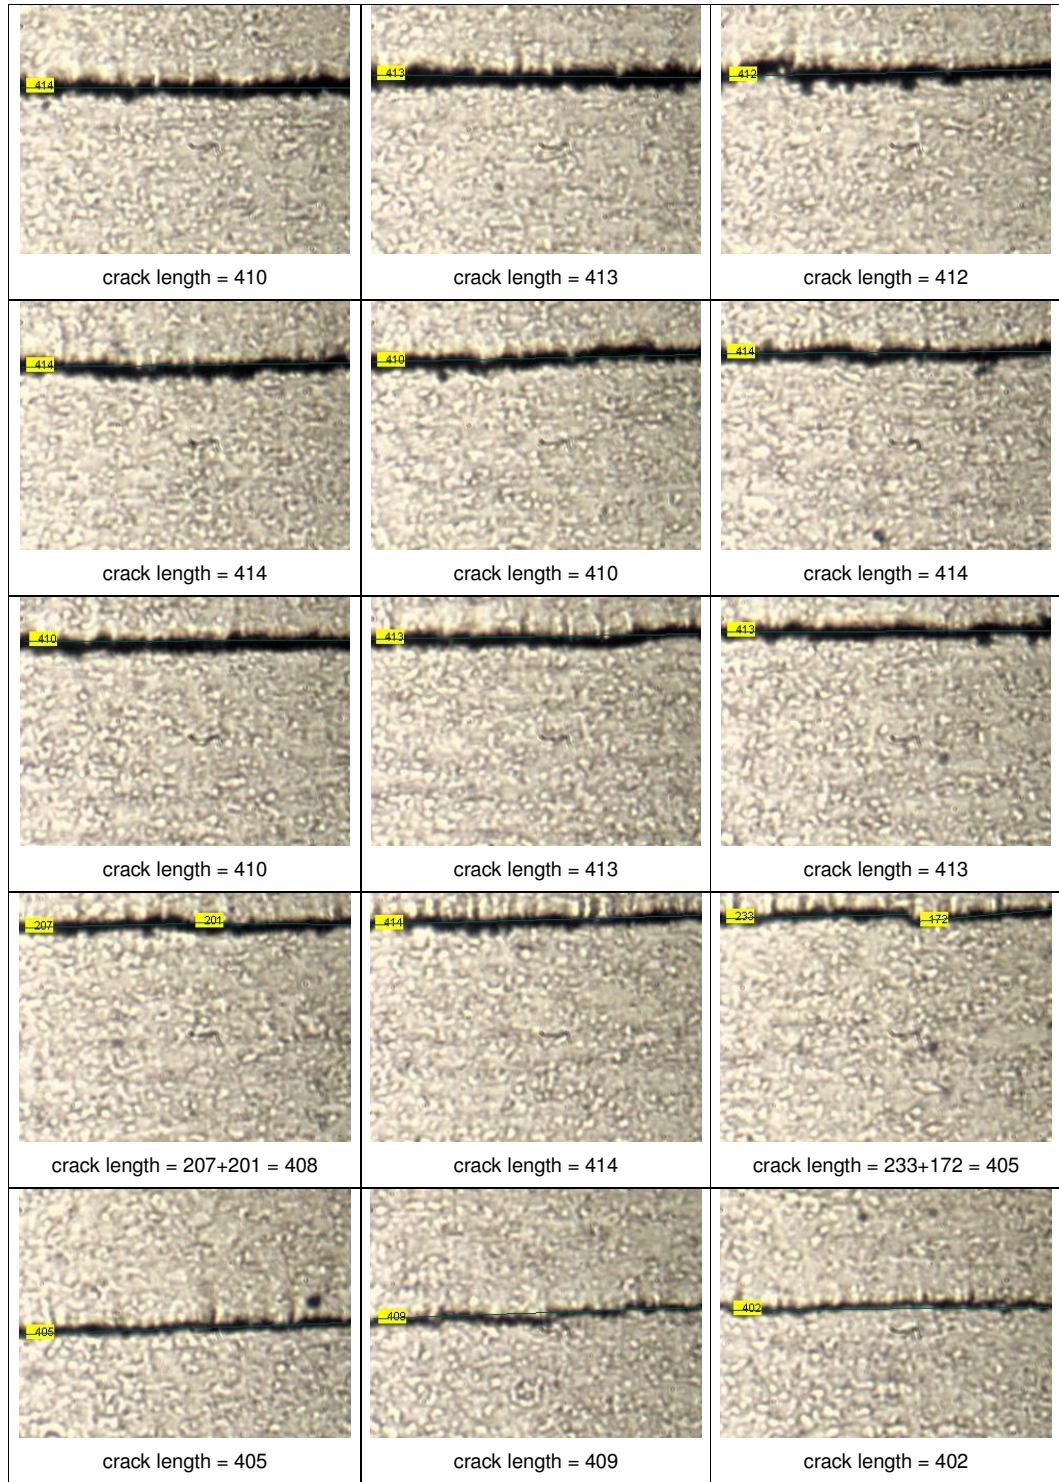 414
413
412
crack length = 410
crack length = 413
crack length = 412
414
410
414
crack length = 414
crack length = 410
crack length = 414
410
413
413
crack length = 410
crack length = 413
crack length = 413
207
201
414
233
172
crack length = 207+201 = 408
crack length = 414
crack length = 233+172 = 405
405
409
402
crack length = 405
crack length = 409
crack length = 402